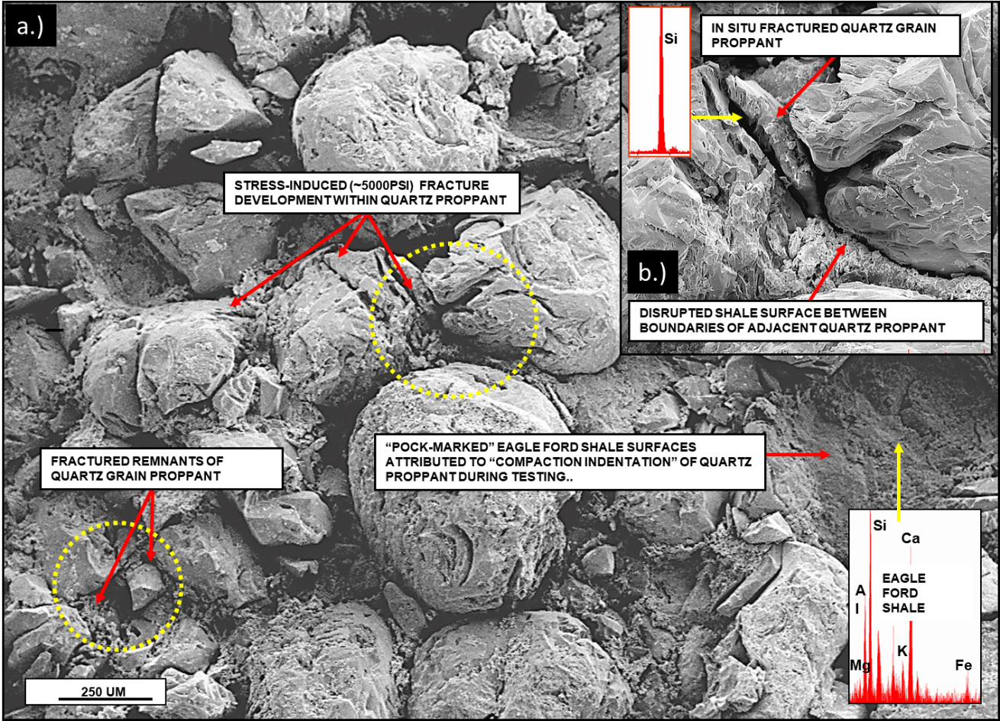 a.)
Si
IN SITU FRACTURED QUARTZ GRAIN
PROPPANT
STRESS-INDUCED (~5000PSI) FRACTURE
DEVELOPMENT WITHIN QUARTZ PROPPANT
b.)
DISRUPTED SHALE SURFACE BETWEEN
BOUNDARIES OF ADJACENT QUARTZ PROPPANT
"POCK-MARKED" EAGLE FORD SHALE SURFACES
ATTRIBUTED TO "COMPACTION INDENTATION" OF QUARTZ
PROPPANT DURING TESTING..
FRACTURED REMNANTS OF
QUARTZ GRAIN PROPPANT
Si
Ca
EAGLE
FORD
SHALE
A
l
K
Mg
Fe
250 UM